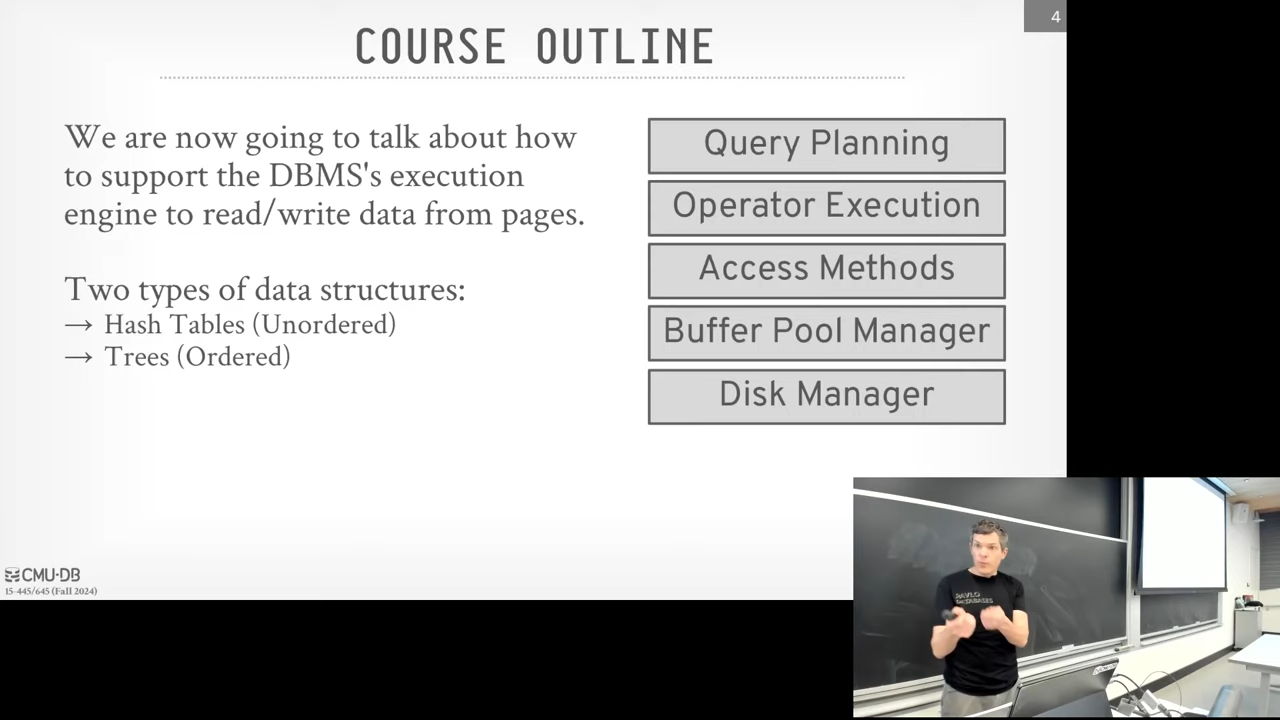 4
COURSE OUTLINE
We are now going to talk about how
to support the DBMS's execution
engine to read/write data from pages.
Two types of data structures:
→ Hash Tables (Unordered)
→ Trees (Ordered)
Query Planning
Operator Execution
Access Methods
Buffer Pool Manager
Disk Manager
CMU·DB
15-445/645 (Fall 2024)
PAVLO
DATABASES